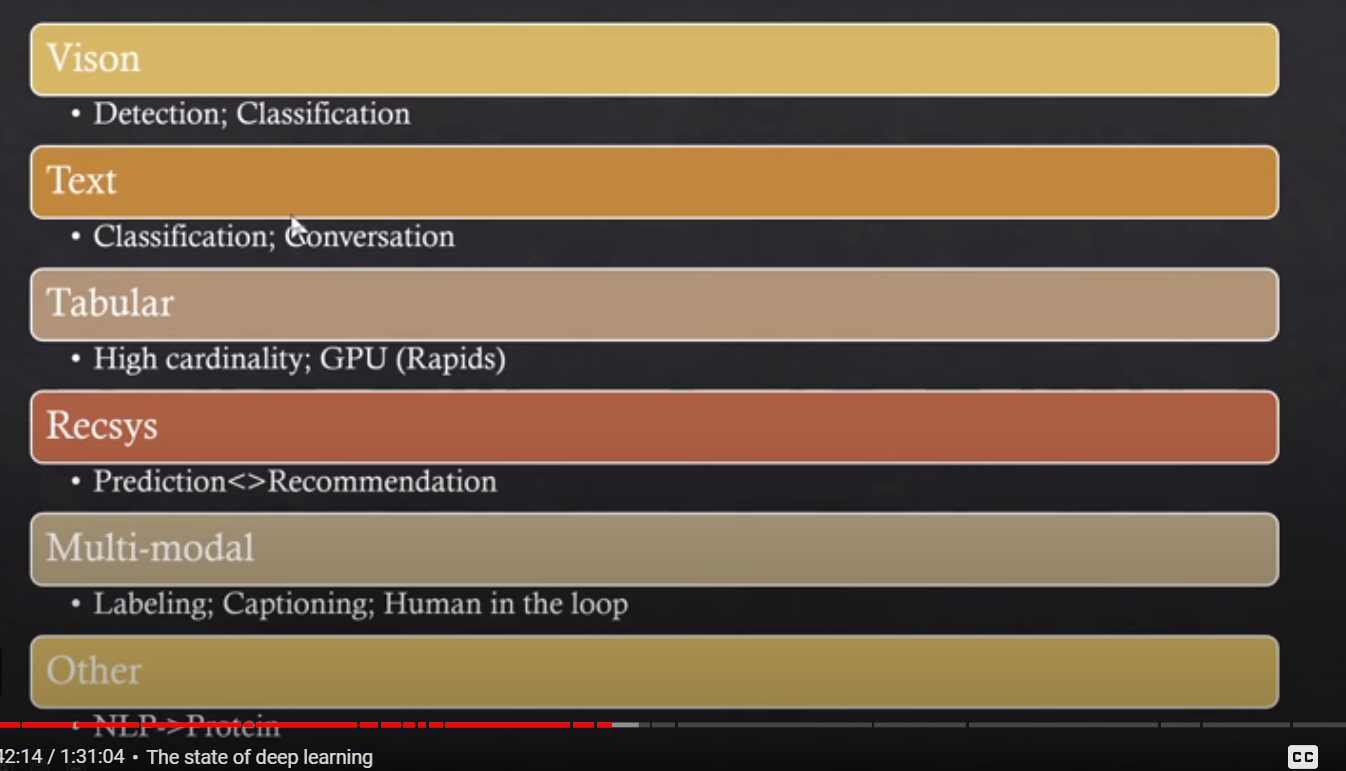 Vison
• Detection; Classification
Text
• Classification; Conversation
Tabular
• High cardinality; GPU (Rapids)
Recsys
• Prediction<>Recommendation
Multi-modal
• Labeling; Captioning; Human in the loop
Other
• NLP->Protein
42:14 / 1:31:04 • The state of deep learning
CC